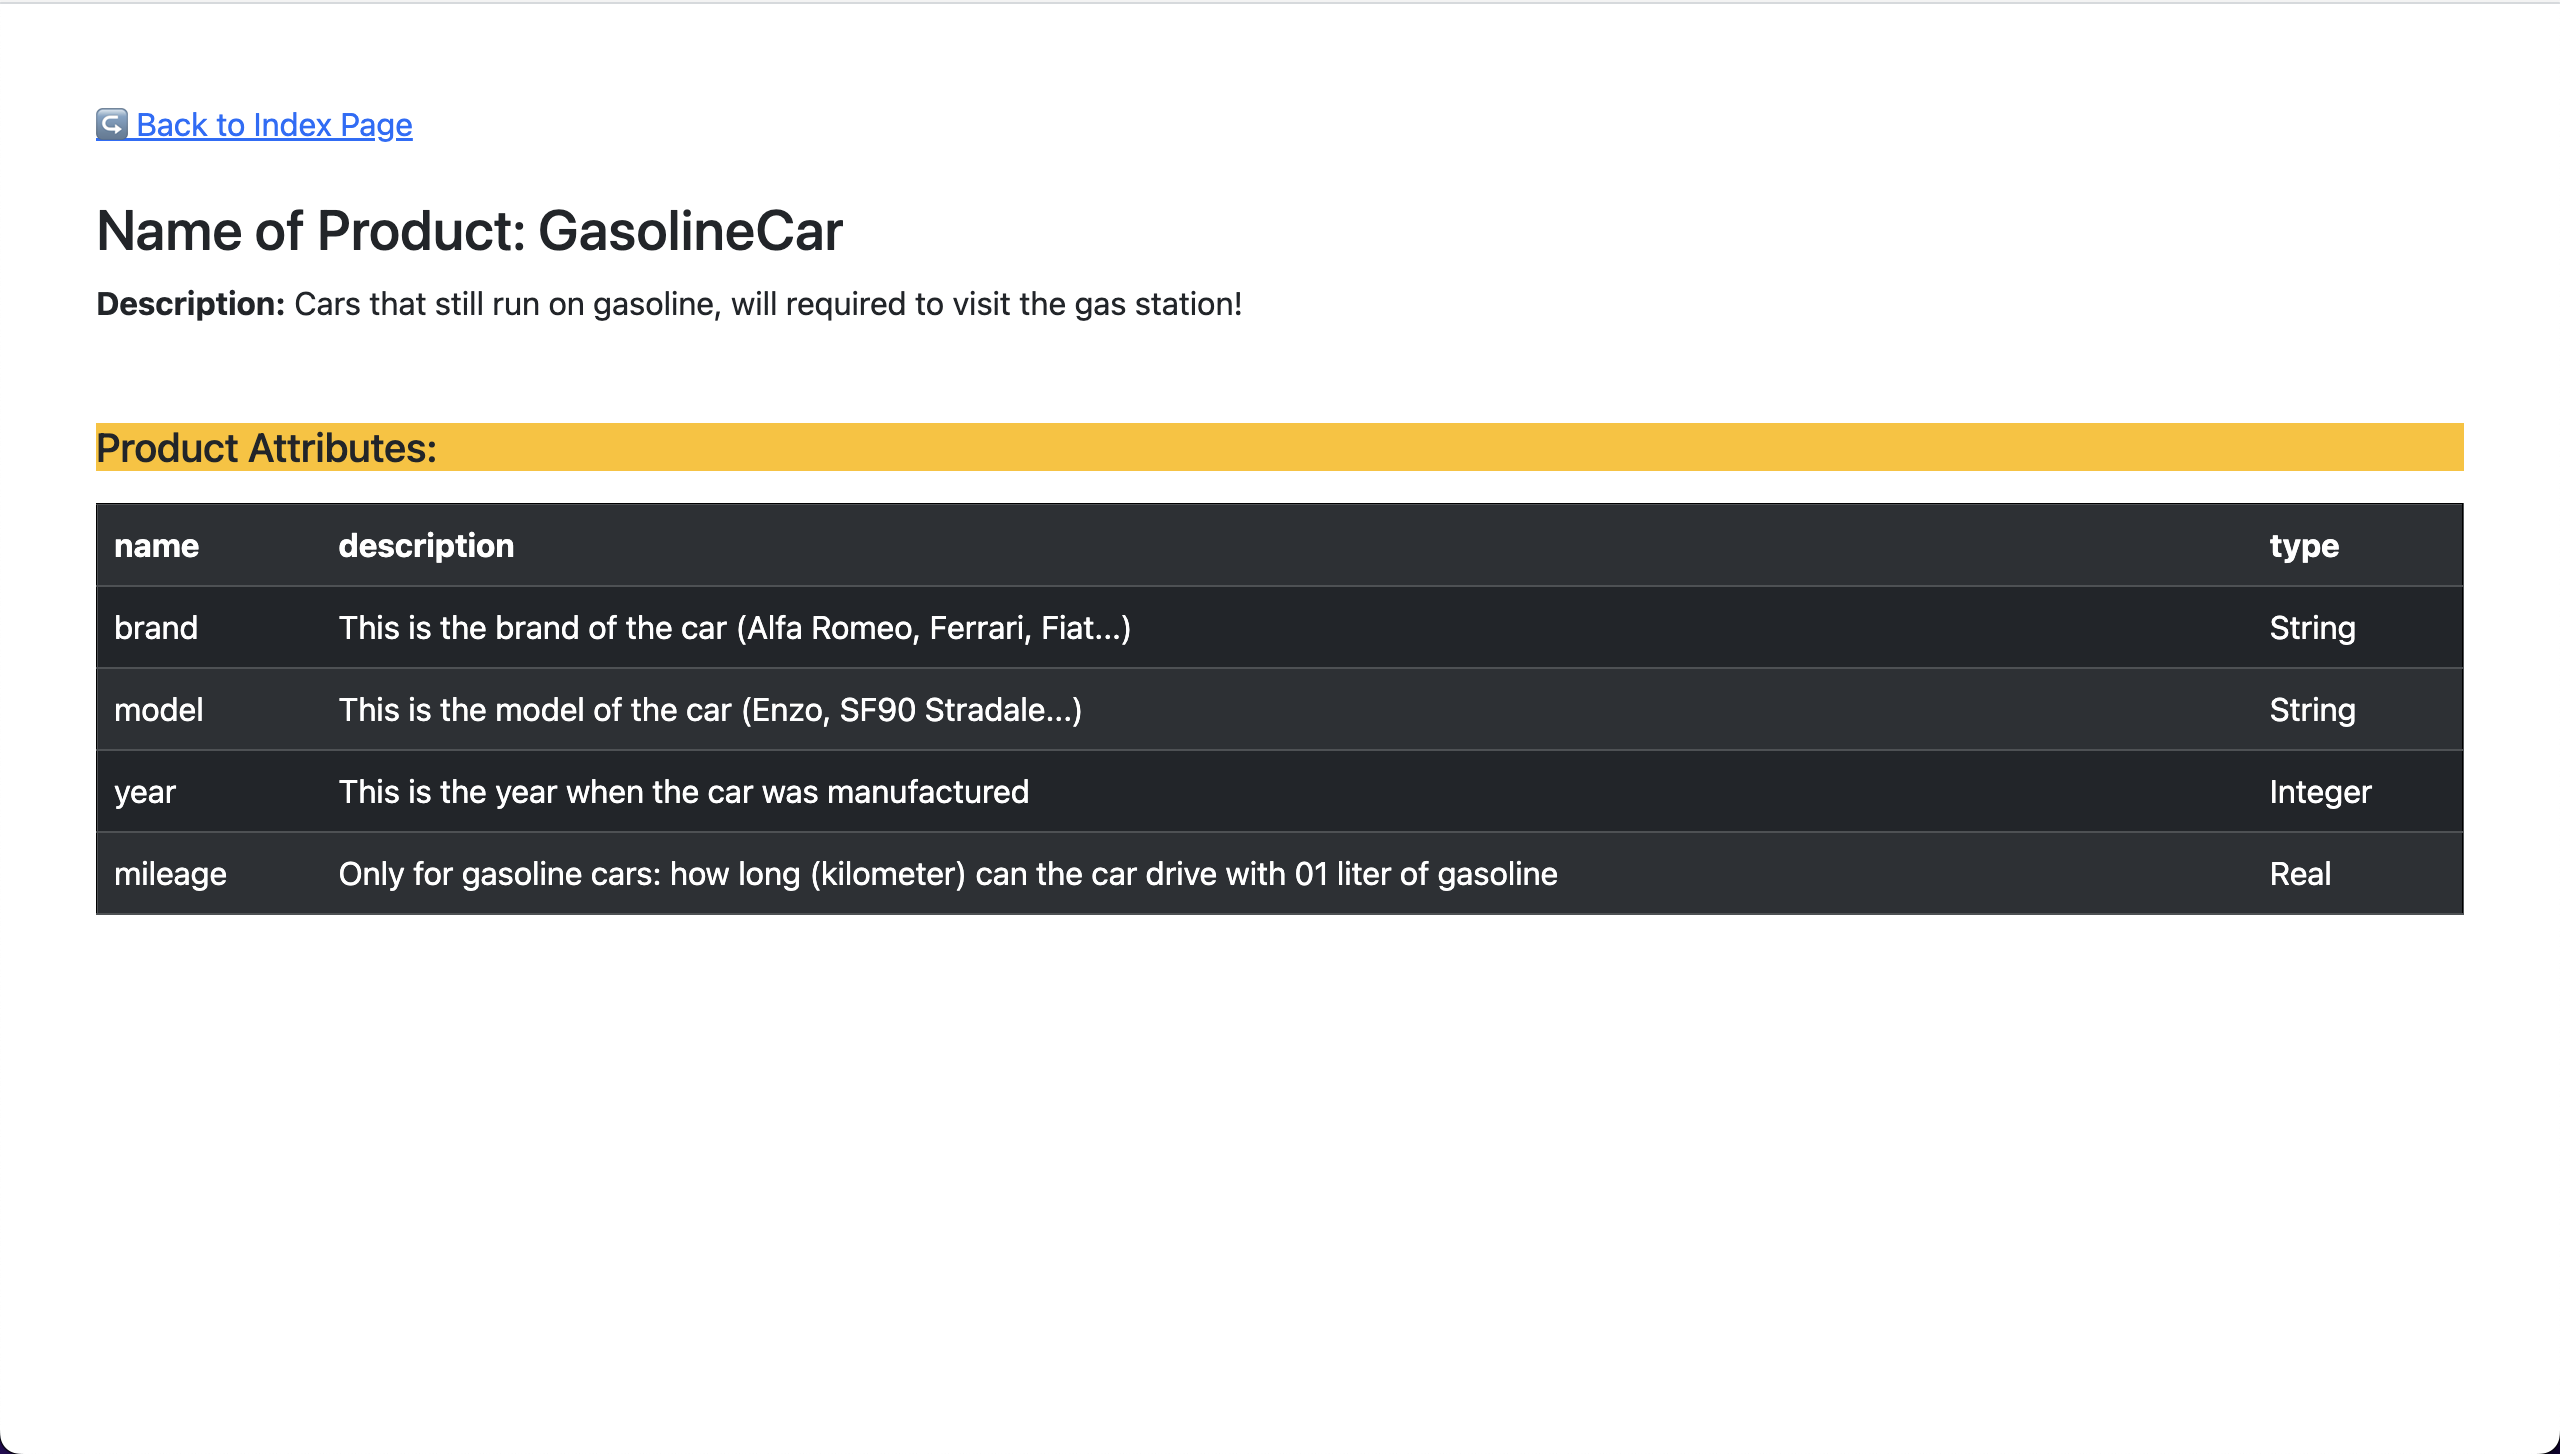 Back to Index Page
Name of Product: GasolineCar
Description: Cars that still run on gasoline, will required to visit the gas station!
Product Attributes:
name description type
brand This is the brand of the car (Alfa Romeo, Ferrari, Fiat...) String
model This is the model of the car (Enzo, SF90 Stradale...) String
year This is the year when the car was manufactured Integer
mileage Only for gasoline cars: how long (kilometer) can the car drive with 01 liter of gasoline Real